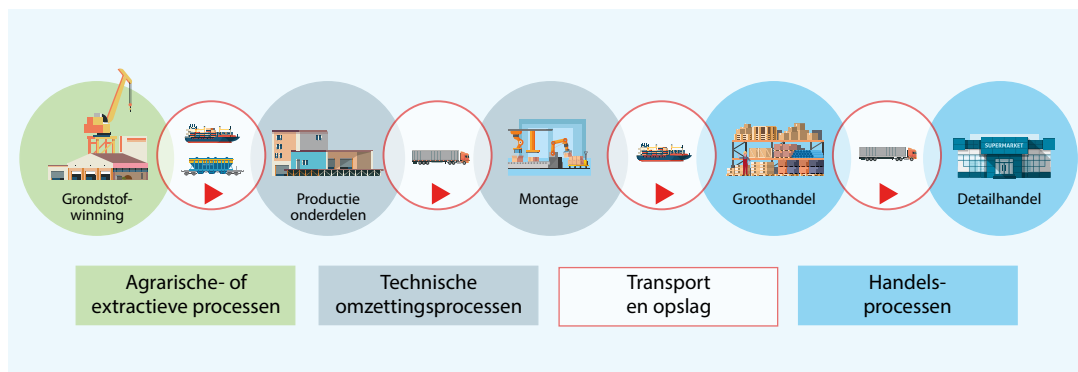 SUPERMARKET
Grondstof-
winning
Productie
onderdelen
Montage
Groothandel
Detailhandel
Agrarische- of
extractieve processen
Technische
omzettingsprocessen
Transport
en opslag
Handels-
processen